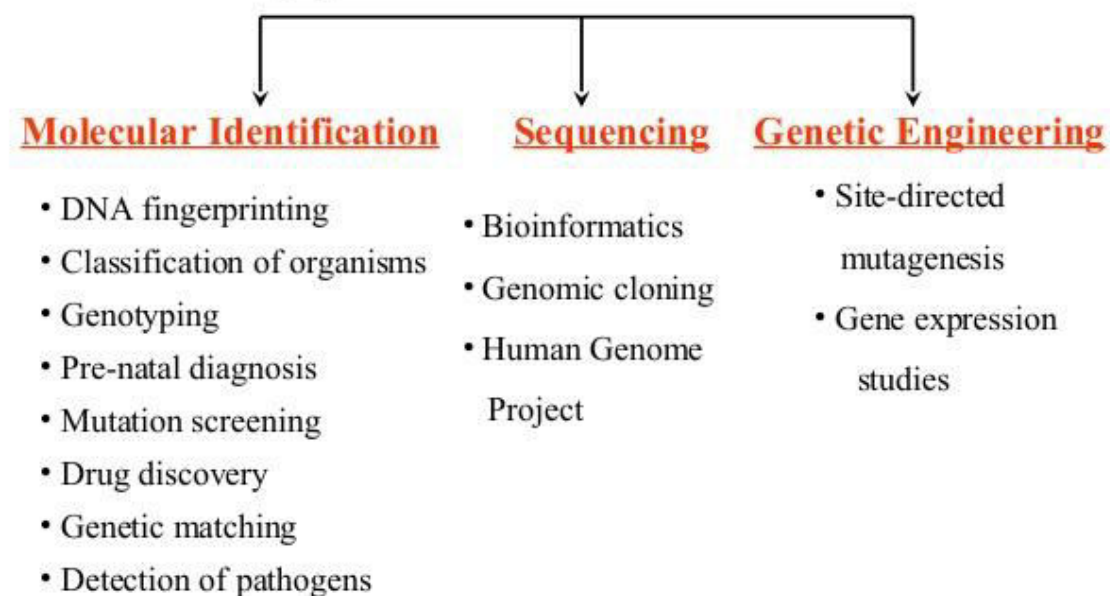 Molecular Identification
• DNA fingerprinting
• Classification of organisms
• Genotyping
• Pre-natal diagnosis
• Mutation screening
• Drug discovery
• Genetic matching
• Detection of pathogens
Sequencing
• Bioinformatics
• Genomic cloning
• Human Genome
Project
Genetic Engineering
• Site-directed
mutagenesis
• Gene expression
studies